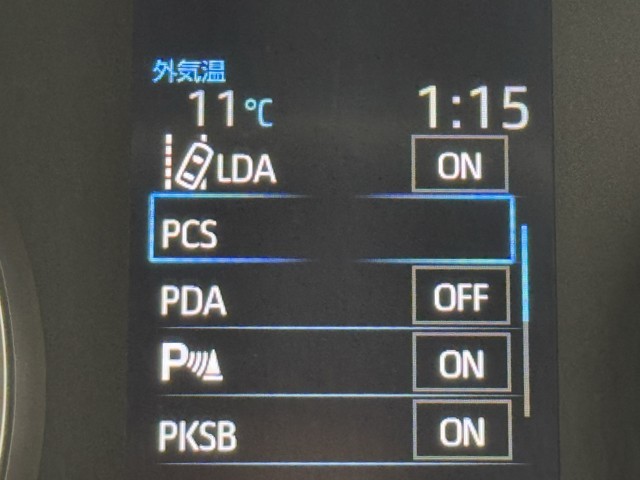 外気温
11℃ 1:15
LDA ON
PCS
PDA OFF
P ON
PKSB ON